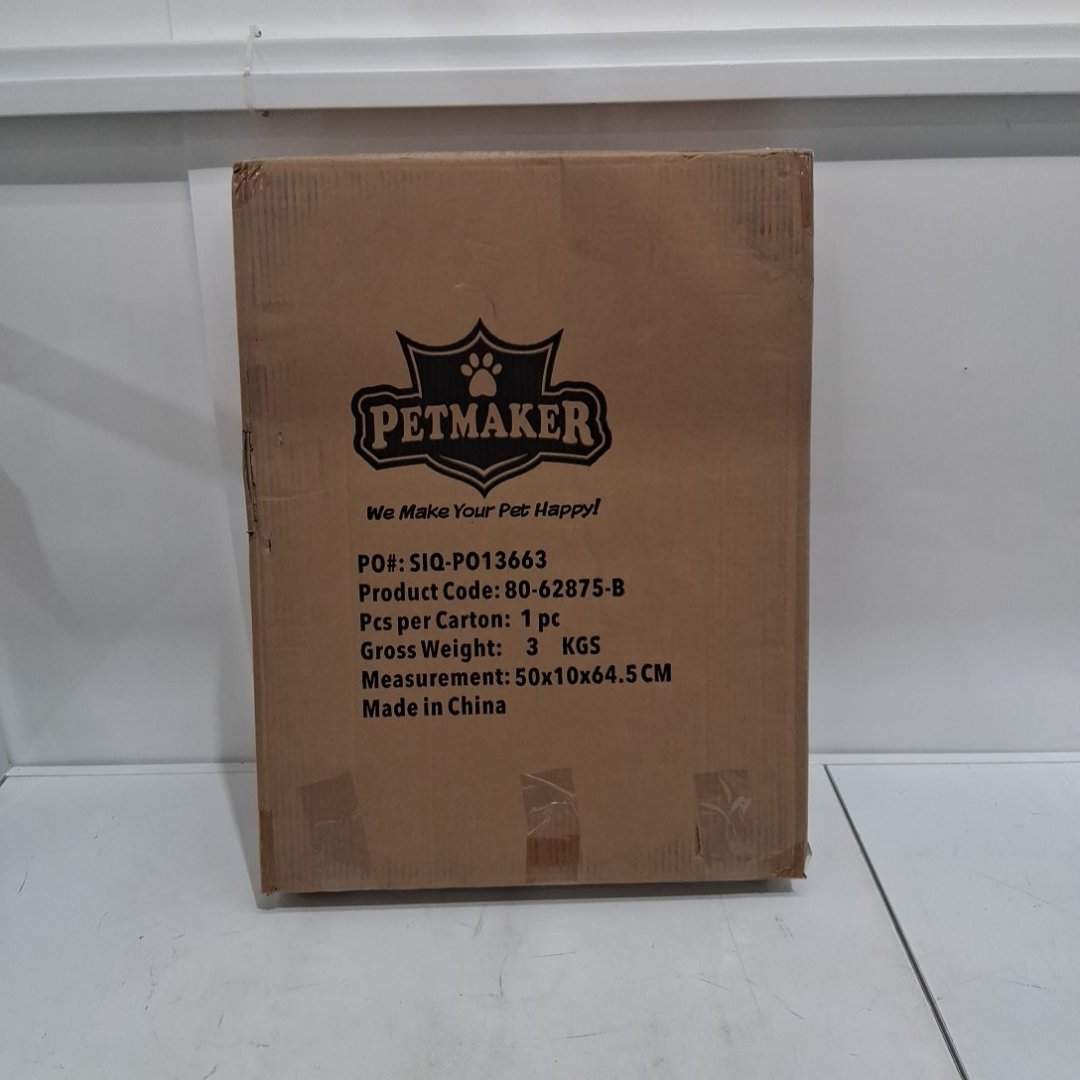 PETMAKER
We Make Your Pet Happy!
PO#: SIQ-PO13663
Product Code: 80-62875-B
Pcs per Carton: 1 pc
Gross Weight: 3 KGS
Measurement: 50x10x64.5 CM
Made in China